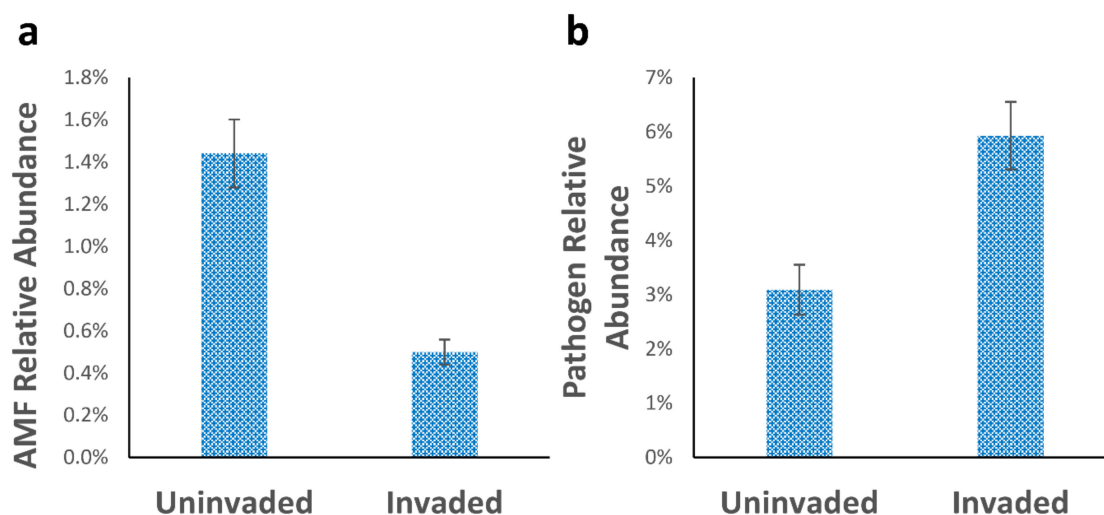 a
AMF Relative Abundance
1.8%
1.6%
1.4%
1.2%
1.0%
0.8%
0.6%
0.4%
0.2%
0.0%
Uninvaded Invaded
b
Pathogen Relative
Abundance
7%
6%
5%
4%
3%
2%
1%
0%
Uninvaded Invaded